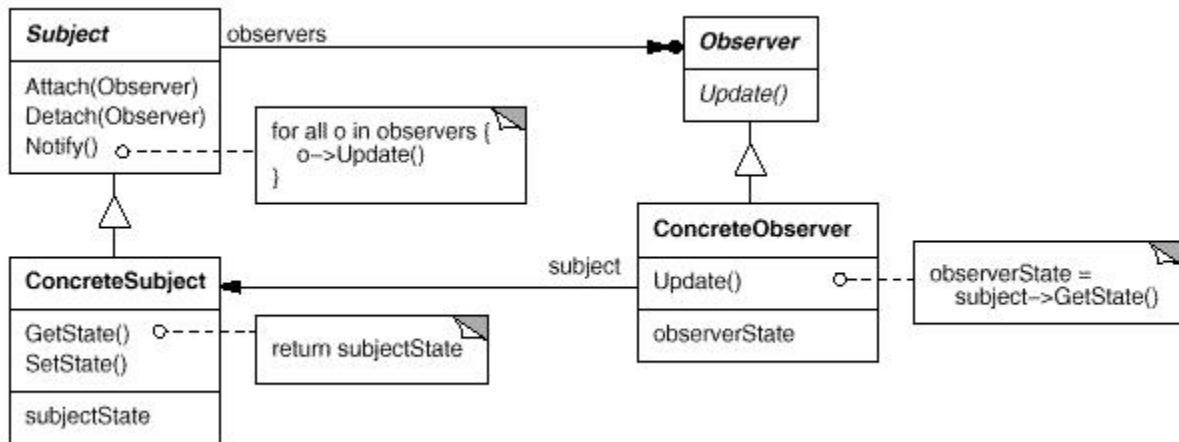 Subject
observers
Observer
Attach(Observer)
Detach(Observer)
Notify()
Update()
for all o in observers {
o->Update()
}
ConcreteSubject
subject
ConcreteObserver
GetState()
SetState()
return subjectState
Update()
observerState =
subject->GetState()
subjectState
observerState